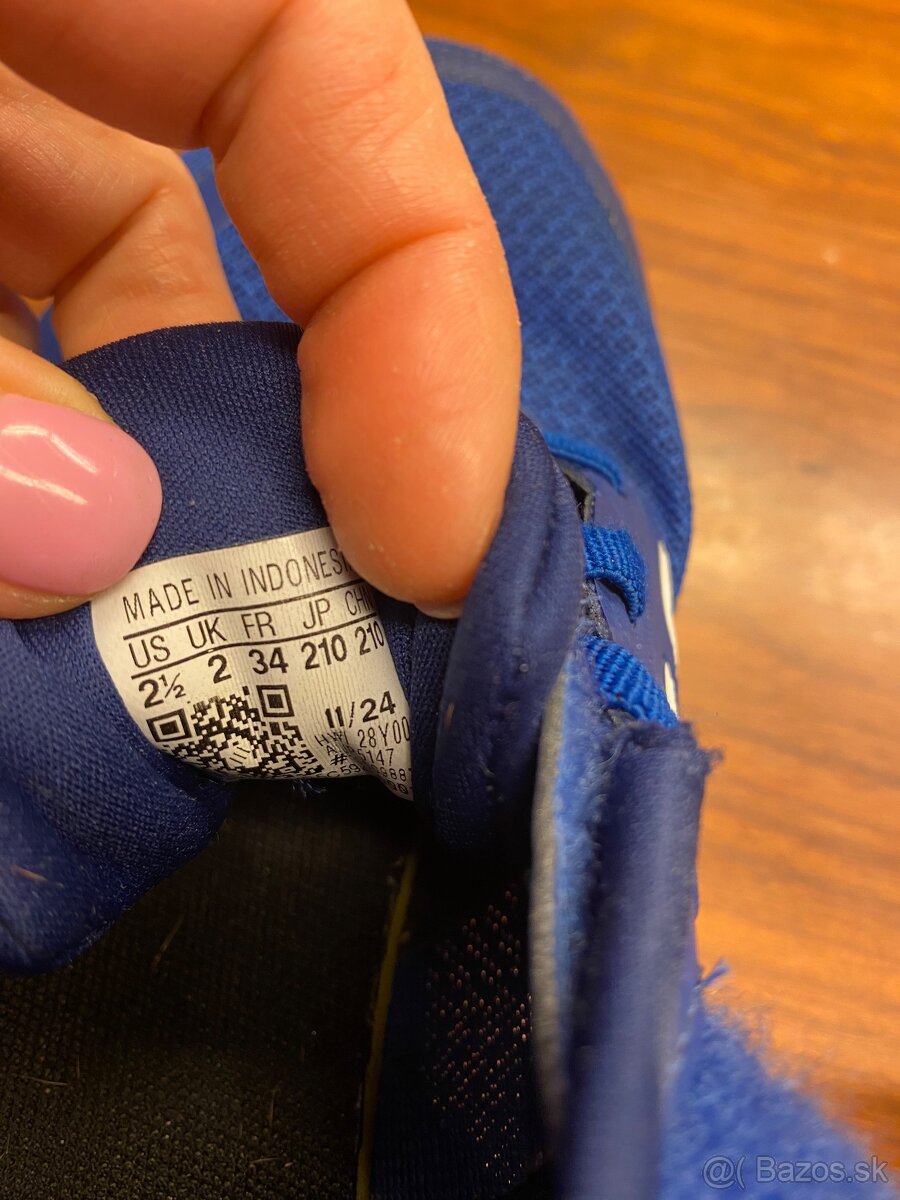 MADE IN INDONES
US UK FR JP CHN
2½ 2 34 210 210
11/24
28Y00
147
@( Bazos.sk